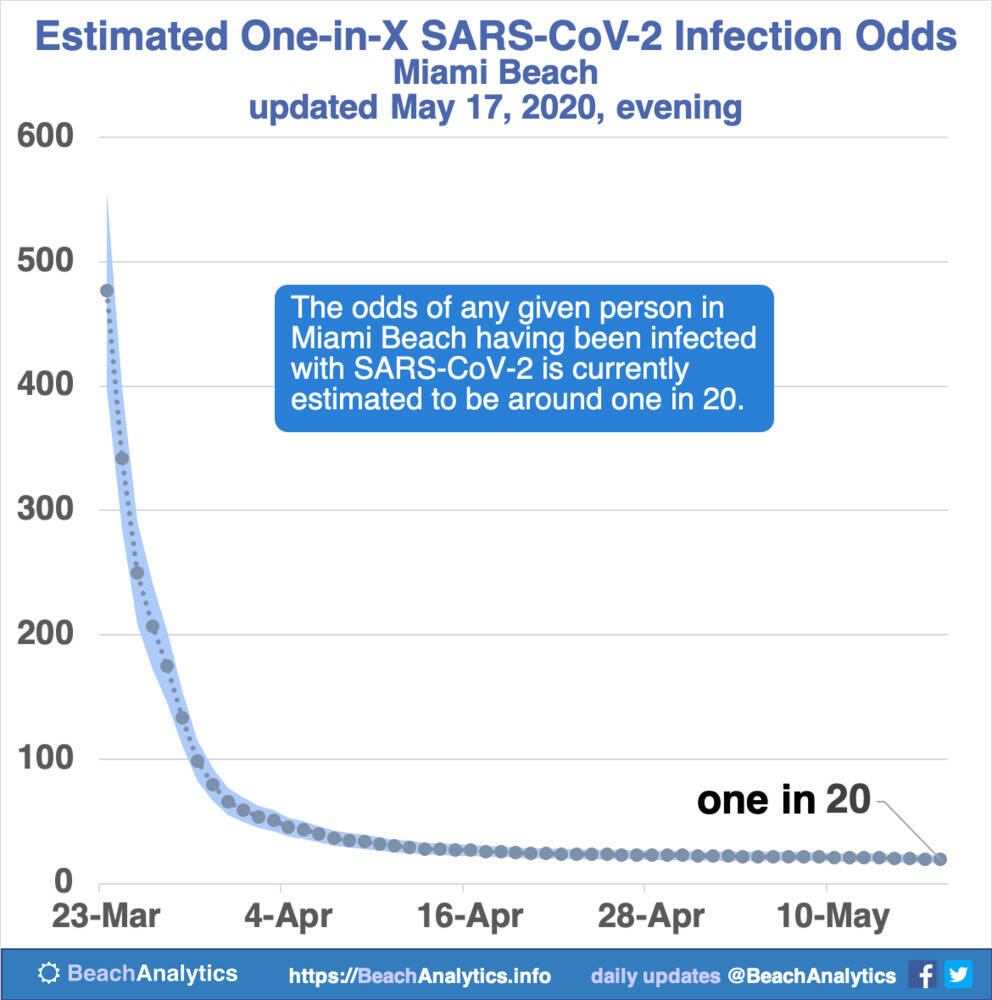 Estimated One-in-X SARS-CoV-2 Infection Odds
Miami Beach
updated May 17, 2020, evening
600
500
The odds of any given person in
Miami Beach having been infected
with SARS-CoV-2 is currently
estimated to be around one in 20.
400
300
200
100
one in 20
0
23-Mar 4-Apr 16-Apr 28-Apr 10-May
BeachAnalytics https://BeachAnalytics.info daily updates @BeachAnalytics